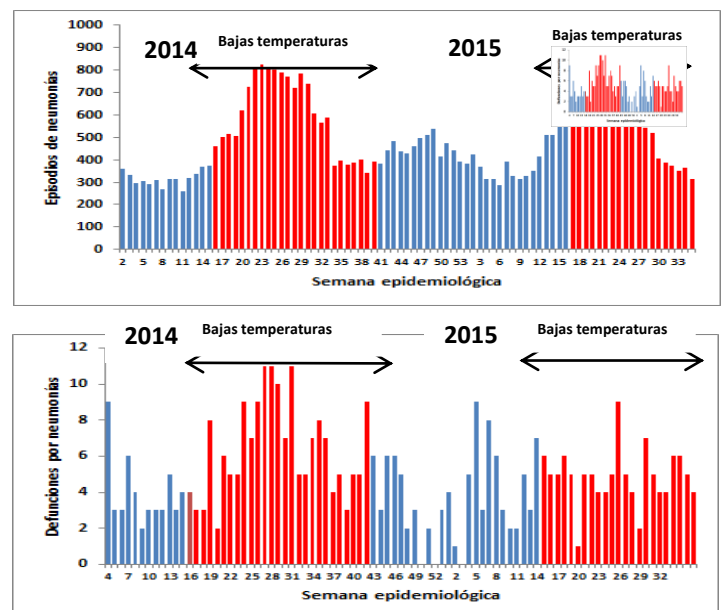 2014
Bajas temperaturas
2015
Bajas temperaturas
Episodios de neumonías
1000
900
800
700
600
500
400
300
200
100
0
2 5 8 11 14 17 20 23 26 29 32 35 38 41 44 47 50 53 3 6 9 12 15 18 21 24 27 30 33
Semana epidemiológica
Semana epidemiológica
2014
Bajas temperaturas
2015
Bajas temperaturas
Defunciones por neumonías
12
10
8
6
4
2
0
4 7 10 13 16 19 22 25 28 31 34 37 40 43 46 49 52 2 5 8 11 14 17 20 23 26 29 32
Semana epidemiológica